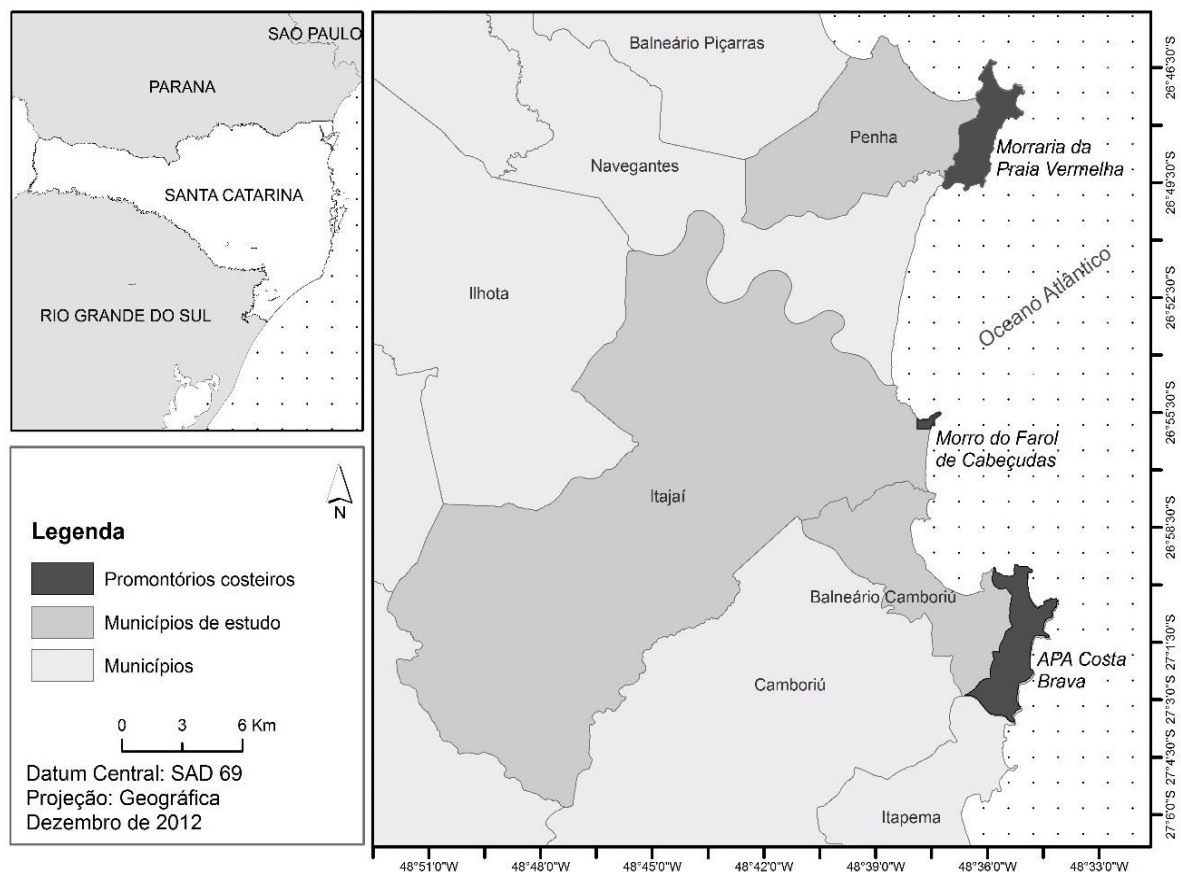 SAO PAULO
PARANA
SANTA CATARINA
RIO GRANDE DO SUL
Legenda
N
Promontórios costeiros
Municípios de estudo
Municípios
0 3 6 Km
Datum Central: SAD 69
Projeção: Geográfica
Dezembro de 2012
Balneário Piçarras
Penha
Navegantes
Morraria da
Praia Vermelha
Ilhota
Oceano Atlântico
Morro do Farol
de Cabeçudas
Itajaí
Balneário Camboriú
APA Costa
Brava
Camboriú
Itapema
26°46'30"S
26°49'30"S
26°52'30"S
26°55'30"S
26°58'30"S
27°1'30"S
27°3'0"S
27°4'30"S
27°6'0"S
48°51'0"W
48°48'0"W
48°45'0"W
48°42'0"W
48°39'0"W
48°36'0"W
48°33'0"W